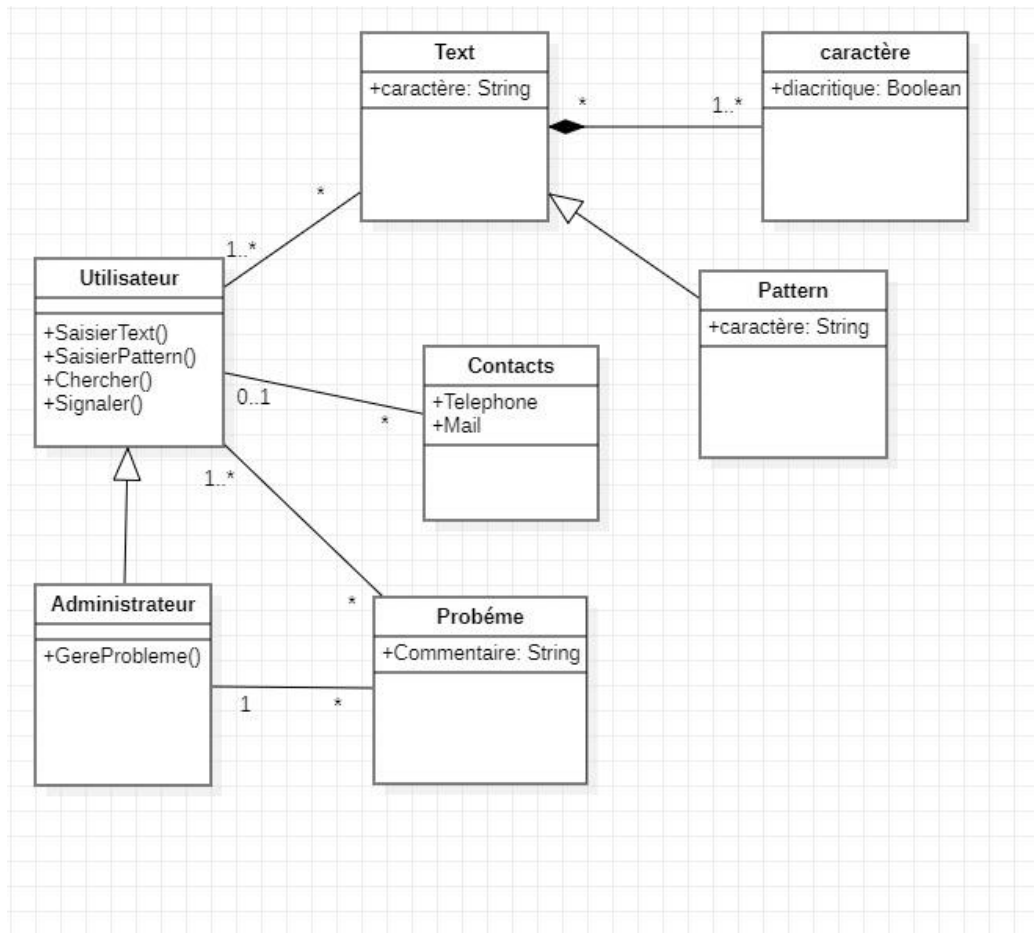 Text
+caractère: String
*
1..*
caractère
+diacritique: Boolean
*
1..*
Utilisateur
+SaisierText()
+SaisierPattern()
+Chercher()
+Signaler()
Pattern
+caractère: String
Contacts
+Telephone
+Mail
0..1
*
1..*
*
Administrateur
+GereProbleme()
Probéme
+Commentaire: String
1
*